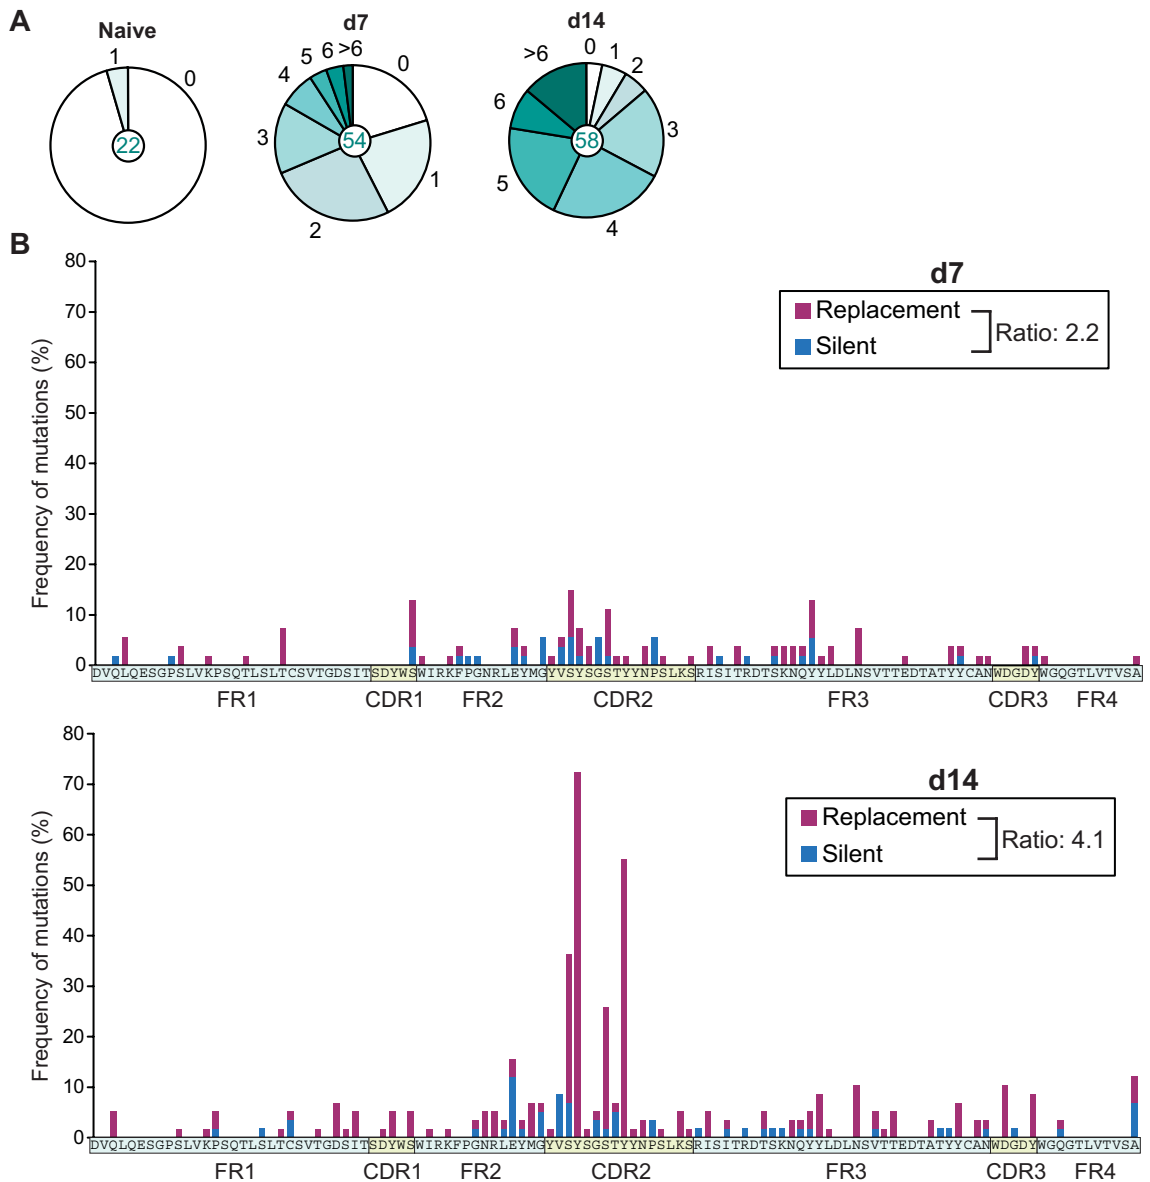 A
Naive
1
0
22
d7
5 6 >6
4
0
3
54
1
2
d14
>6
0 1 2
6
3
58
5
4
B
80
70
60
50
40
30
20
10
0
Frequency of mutations (%)
d7
Replacement
Silent
Ratio: 2.2
DVQLQESGPSLVKPSQTLSLTCSVTGDSITSDYWSWIRKFPGNRLEYMGYVSYSGSTYYNPSLKSRISITRDTSKNQYYLDLNSVTTEDTATYYCANWDGDYWGQGTLVTVSA
FR1 CDR1 FR2 CDR2 FR3 CDR3 FR4
80
70
60
50
40
30
20
10
0
Frequency of mutations (%)
d14
Replacement
Silent
Ratio: 4.1
DVQLQESGPSLVKPSQTLSLTCSVTGDSITSDYWSWIRKFPGNRLEYMGYVSYSGSTYYNPSLKSRISITRDTSKNQYYLDLNSVTTEDTATYYCANWDGDYWGQGTLVTVSA
FR1 CDR1 FR2 CDR2 FR3 CDR3 FR4